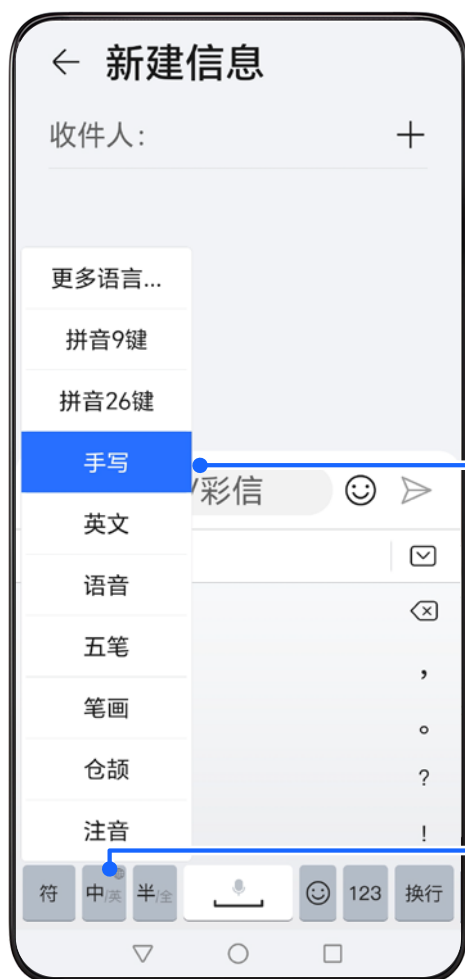 新建信息
收件人：
更多语言...
拼音9键
拼音26键
手写
/彩信
英文
语音
五笔
，
笔画
。
仓颉
?
注音
!
符 中/英 半/全 123 换行